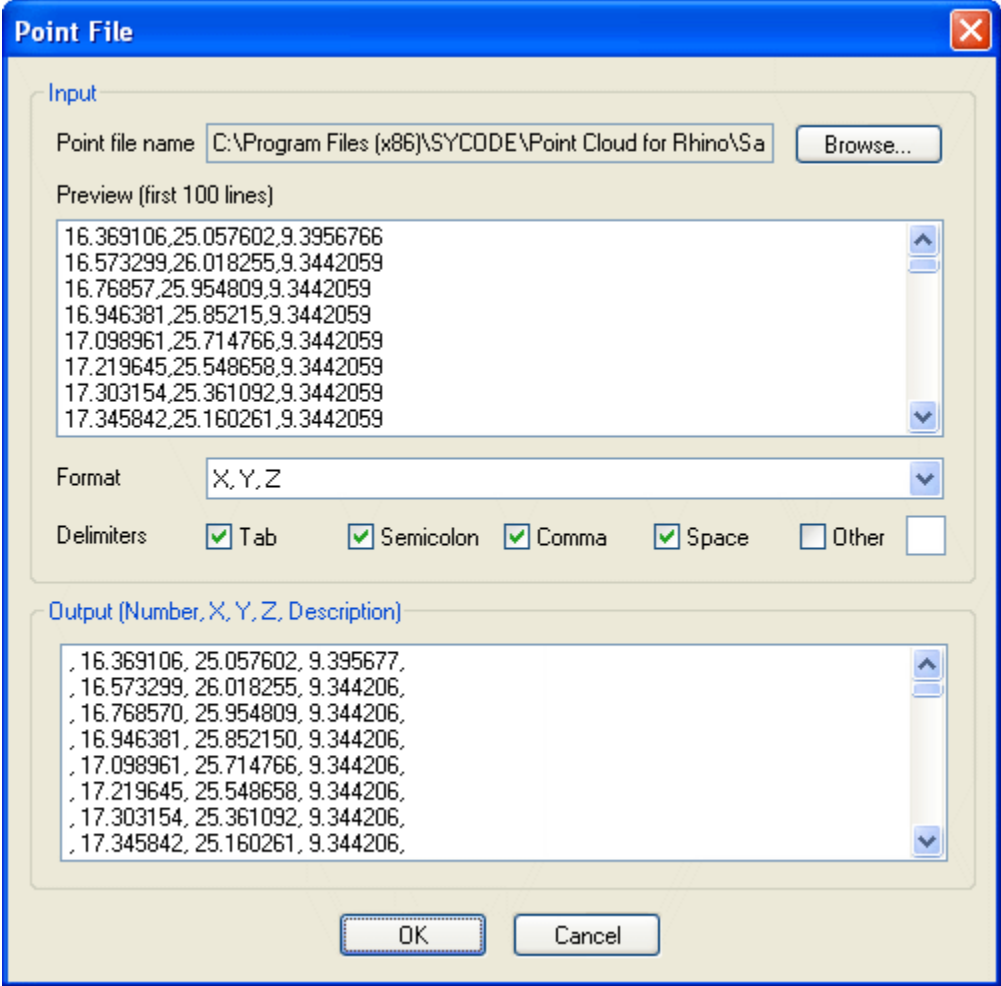 Point File
Input
Point file name C:\Program Files (x86)\SYCODE\Point Cloud for Rhino\Sa Browse...
Preview (first 100 lines)
16.369106,25.057602,9.3956766
16.573299,26.018255,9.3442059
16.76857,25.954809,9.3442059
16.946381,25.85215,9.3442059
17.098961,25.714766,9.3442059
17.219645,25.548658,9.3442059
17.303154,25.361092,9.3442059
17.345842,25.160261,9.3442059
Format X, Y, Z
Delimiters Tab Semicolon Comma Space Other
Output (Number, X, Y, Z, Description)
, 16.369106, 25.057602, 9.395677,
, 16.573299, 26.018255, 9.344206,
, 16.768570, 25.954809, 9.344206,
, 16.946381, 25.852150, 9.344206,
, 17.098961, 25.714766, 9.344206,
, 17.219645, 25.548658, 9.344206,
, 17.303154, 25.361092, 9.344206,
, 17.345842, 25.160261, 9.344206,
OK Cancel